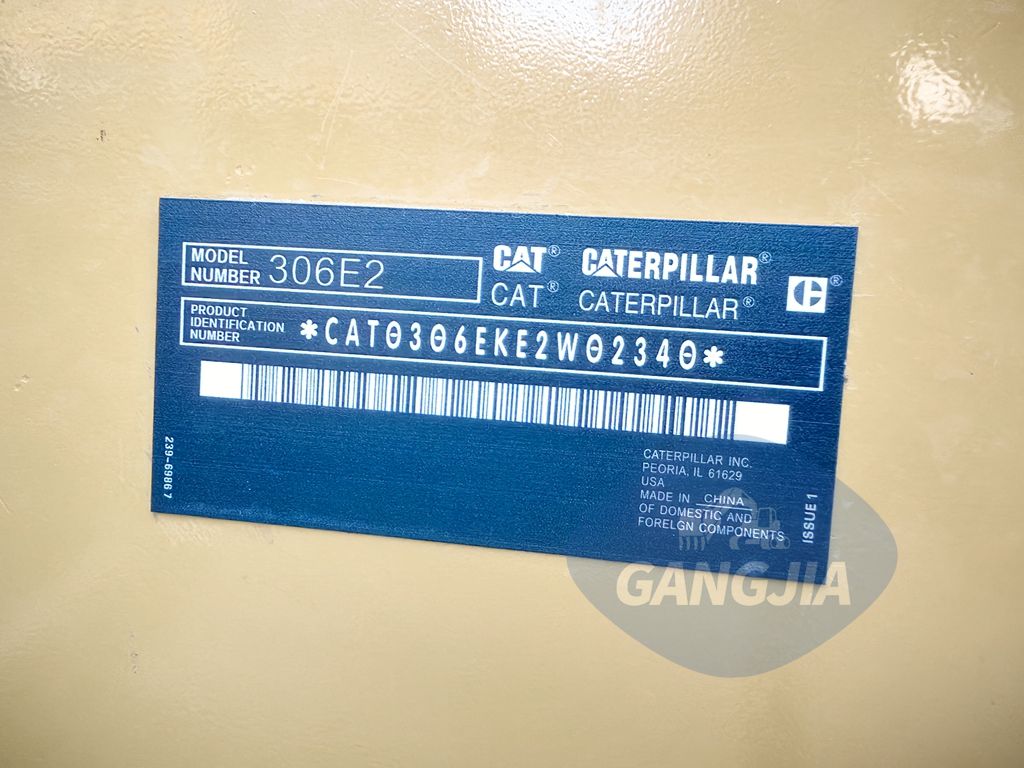 MODEL
NUMBER 306E2
CAT® CATERPILLAR®
CAT® CATERPILLAR®
C®
PRODUCT
IDENTIFICATION
NUMBER
*CAT0306EKE2W02340*
239-6986 7
CATERPILLAR INC.
PEORIA, IL 61629
USA
MADE IN CHINA
OF DOMESTIC AND
FORELGN COMPONENTS
ISSUE 1
GANGJIA